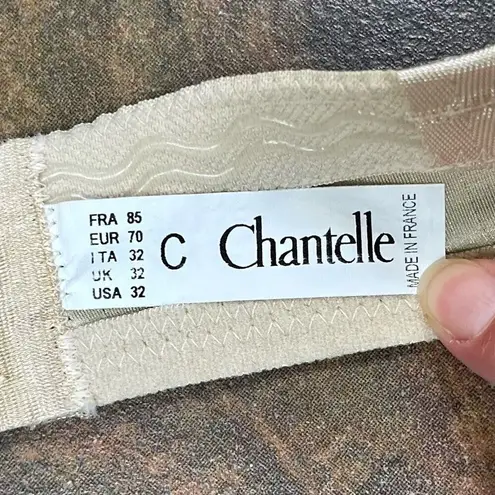 FRA 85
EUR 70
ITA 32
UK 32
USA 32
C
Chantelle
MADE IN FRANCE